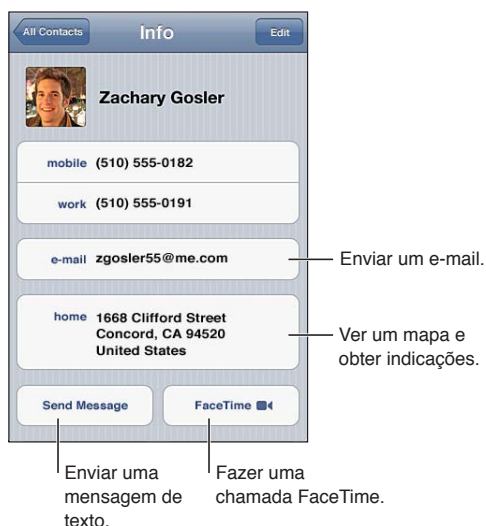 All Contacts
Info
Edit
Zachary Gosler
mobile (510) 555-0182
work (510) 555-0191
e-mail zgosler55@me.com
Enviar um e-mail.
home 1668 Clifford Street
Concord, CA 94520
United States
Ver um mapa e
obter indicações.
Send Message
FaceTime
Enviar uma
mensagem de
texto.
Fazer uma
chamada FaceTime.